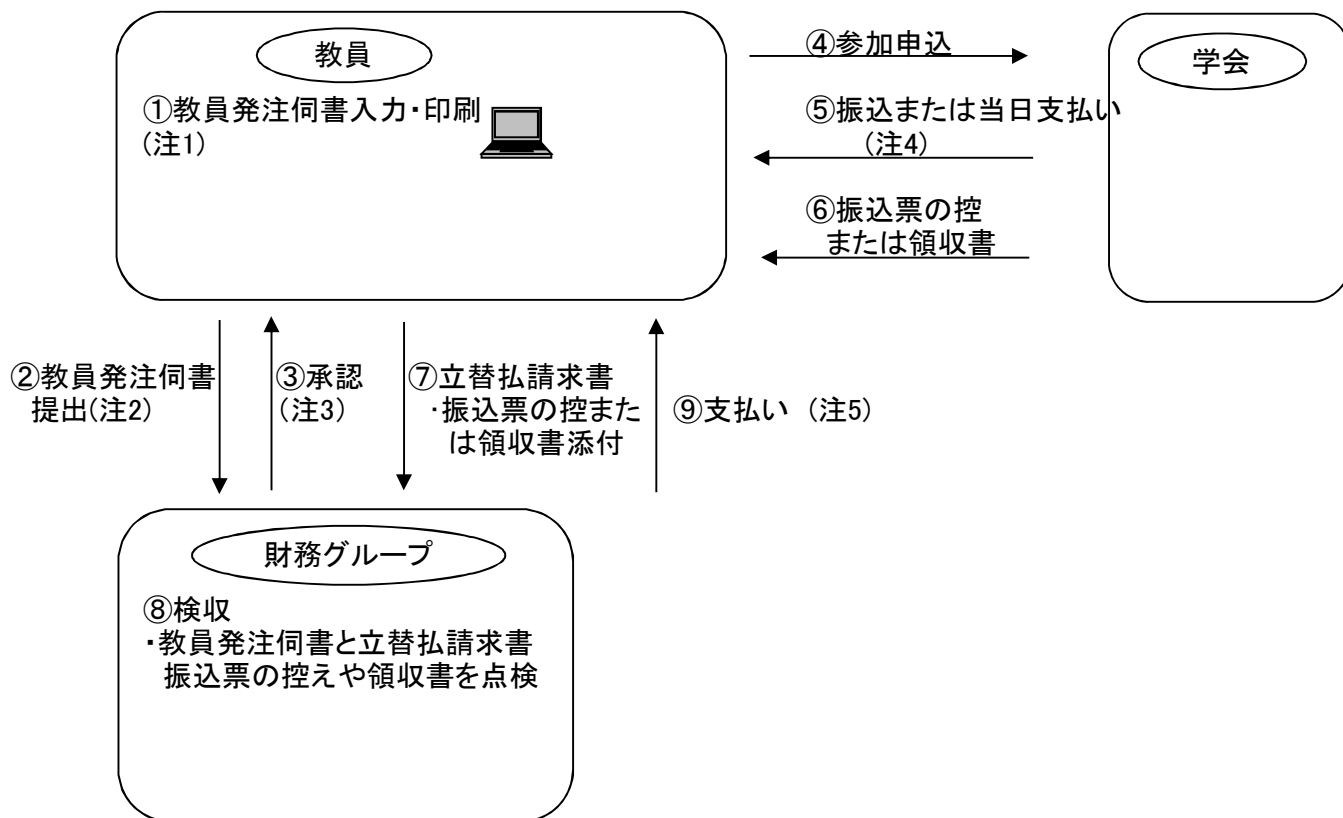 教員
①教員発注伺書入力・印刷
(注1)
④参加申込
学会
⑤振込または当日支払い
(注4)
⑥振込票の控
または領収書
②教員発注伺書
提出(注2)
③承認
(注3)
⑦立替払請求書
・振込票の控また
は領収書添付
⑨支払い (注5)
財務グループ
⑧検収
・教員発注伺書と立替払請求書
振込票の控えや領収書を点検